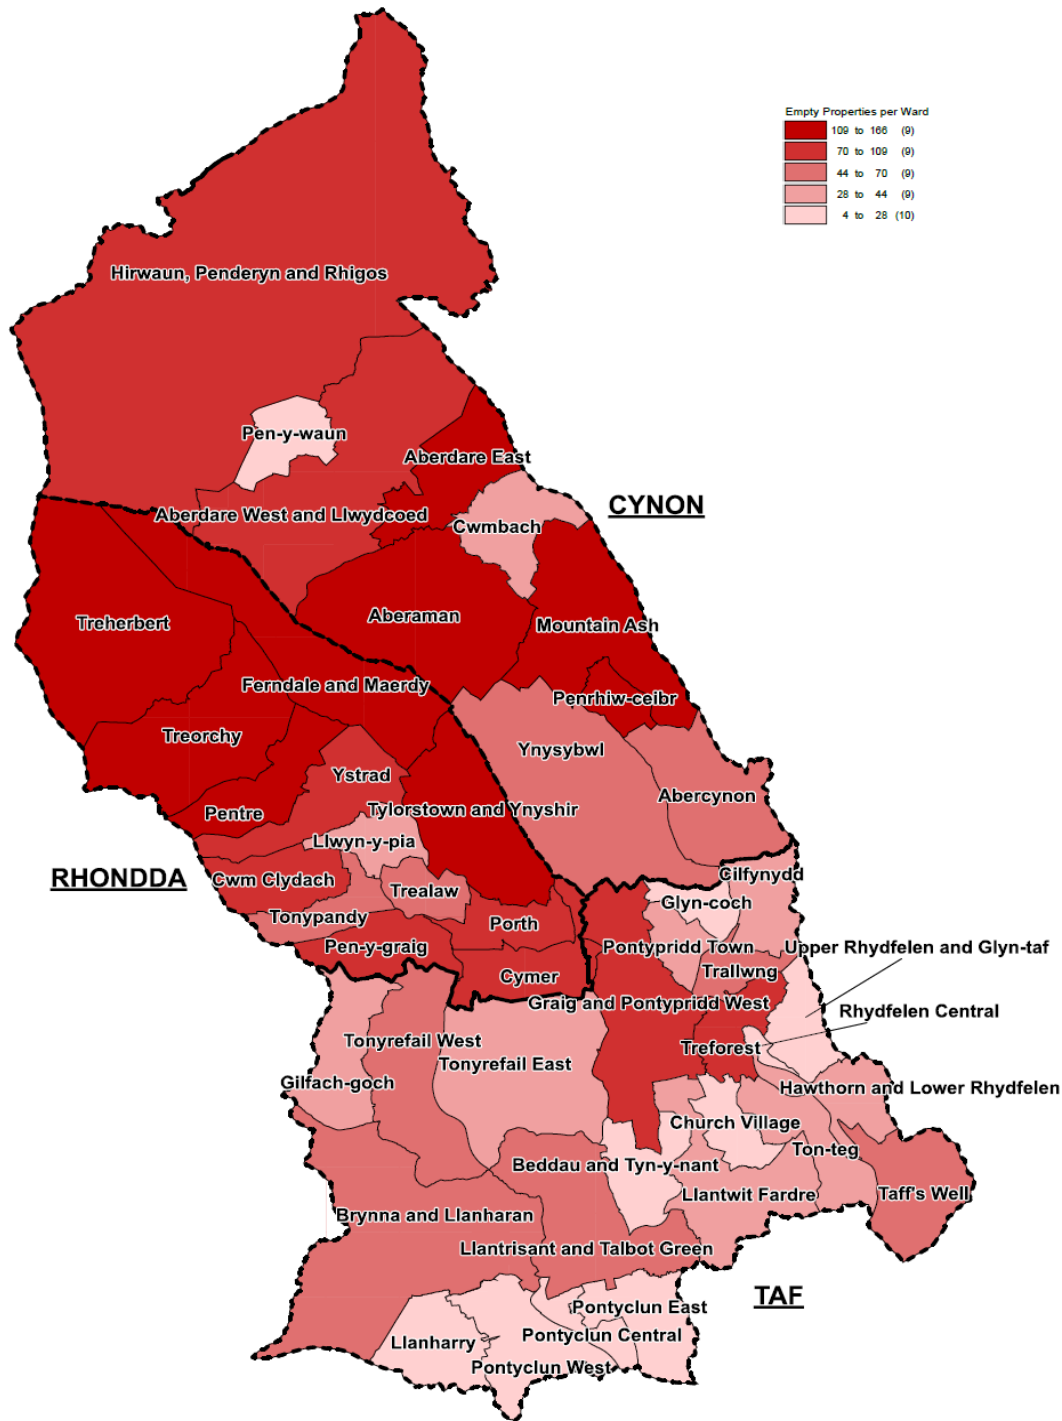 Empty Properties per Ward
109 to 166 (9)
70 to 109 (9)
44 to 70 (9)
28 to 44 (9)
4 to 28 (10)
Hirwaun, Penderyn and Rhigos
Pen-y-waun
Aberdare East
CYNON
Aberdare West and Llwydcoed
Cwmbach
Aberaman
Treherbert
Mountain Ash
Ferndale and Maerdy
Penrhiw-ceibr
Treorchy
Ynysybwl
Ystrad
Abercynon
Tylorstown and Ynyshir
Pentre
Llwyn-y-pia
RHONDDA
Cwm Clydach
Cilfynydd
Trealaw
Glyn-coch
Tonypandy
Porth
Pen-y-graig
Pontypridd Town
Upper Rhydfelen and Glyn-taf
Trallwng
Cymer
Graig and Pontypridd West
Rhydfelen Central
Tonyrefail West
Treforest
Tonyrefail East
Gilfach-goch
Hawthorn and Lower Rhydfelen
Church Village
Ton-teg
Beddau and Tyn-y-nant
Llantwit Fardre
Taff's Well
Brynna and Llanharan
Llantrisant and Talbot Green
TAF
Pontyclun East
Pontyclun Central
Llanharry
Pontyclun West